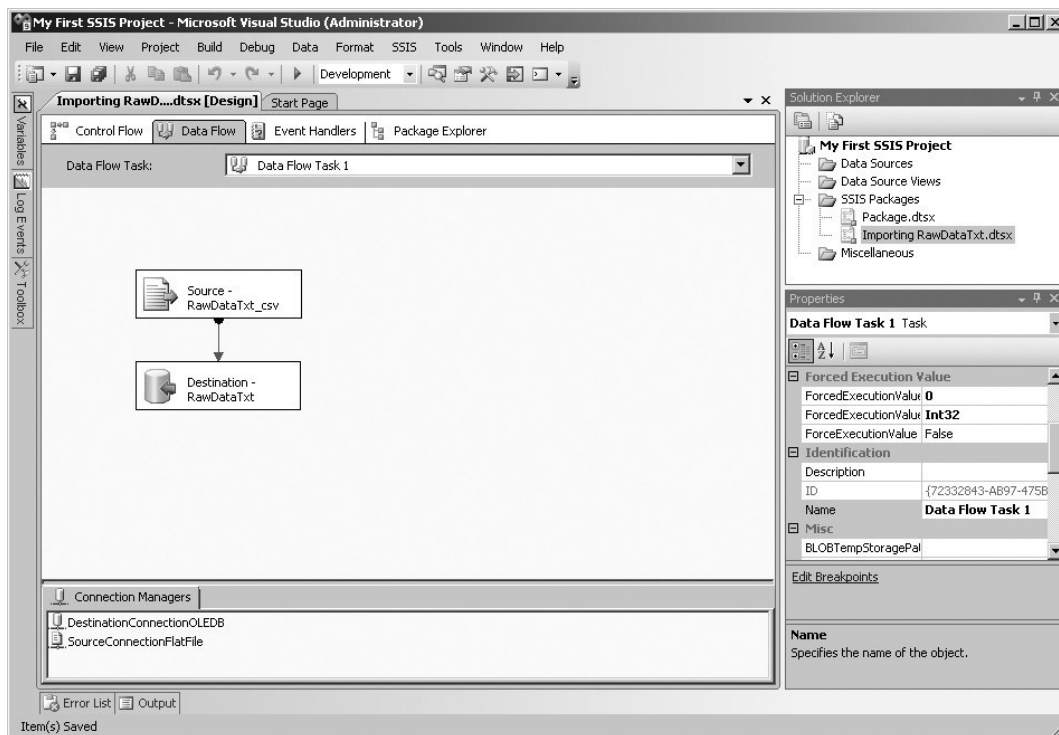 My First SSIS Project - Microsoft Visual Studio (Administrator)
File Edit View Project Build Debug Data Format SSIS Tools Window Help
Development
Importing RawD....dtsx [Design] Start Page
Control Flow Data Flow Event Handlers Package Explorer
Data Flow Task: Data Flow Task 1
Variables
Log Events
Toolbox
Source -
RawDataTxt_csv
Destination -
RawDataTxt
Connection Managers
DestinationConnectionOLEDB
SourceConnectionFlatFile
Solution Explorer
My First SSIS Project
Data Sources
Data Source Views
SSIS Packages
Package.dtsx
Importing RawDataTxt.dtsx
Miscellaneous
Properties
Data Flow Task 1 Task
Forced Execution Value
ForcedExecutionValue 0
ForcedExecutionValue Int32
ForceExecutionValue False
Identification
Description
ID {72332843-AB97-475B
Name Data Flow Task 1
Misc
BLOBTempStoragePat
Edit Breakpoints
Name
Specifies the name of the object.
Error List Output
Item(s) Saved